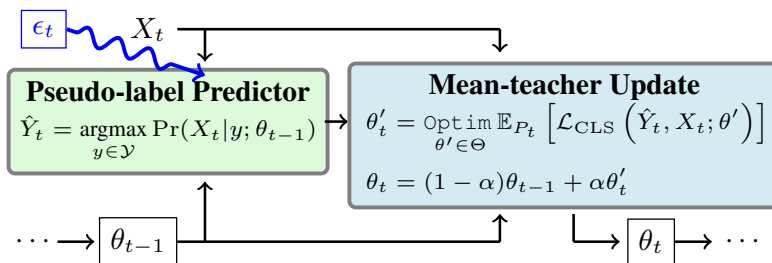 ϵ_t X_t
Pseudo-label Predictor
Ŷ_t = argmax Pr(X_t|y; θ_{t−1})
y∈𝒴
Mean-teacher Update
θ′_t = Optim 𝔼_{P_t} [ℒ_CLS (Ŷ_t, X_t; θ′)]
θ′∈Θ
θ_t = (1 − α)θ_{t−1} + αθ′_t
⋯ θ_{t−1} θ_t ⋯